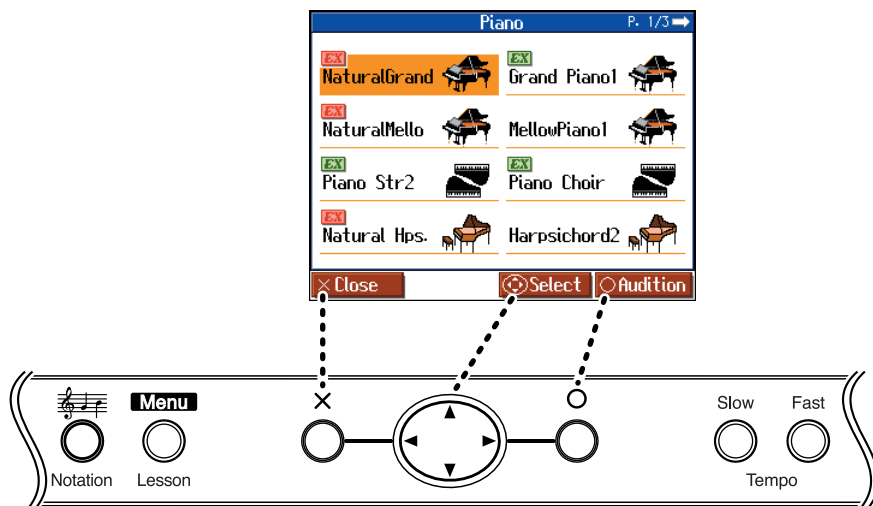 Piano P. 1/3
EX EX
NaturalGrand Grand Piano1
EX
NaturalMello MellowPiano1
EX EX
Piano Str2 Piano Choir
EX
Natural Hps. Harpsichord2
×Close Select ○Audition
Menu × ○ Slow Fast
Notation Lesson Tempo